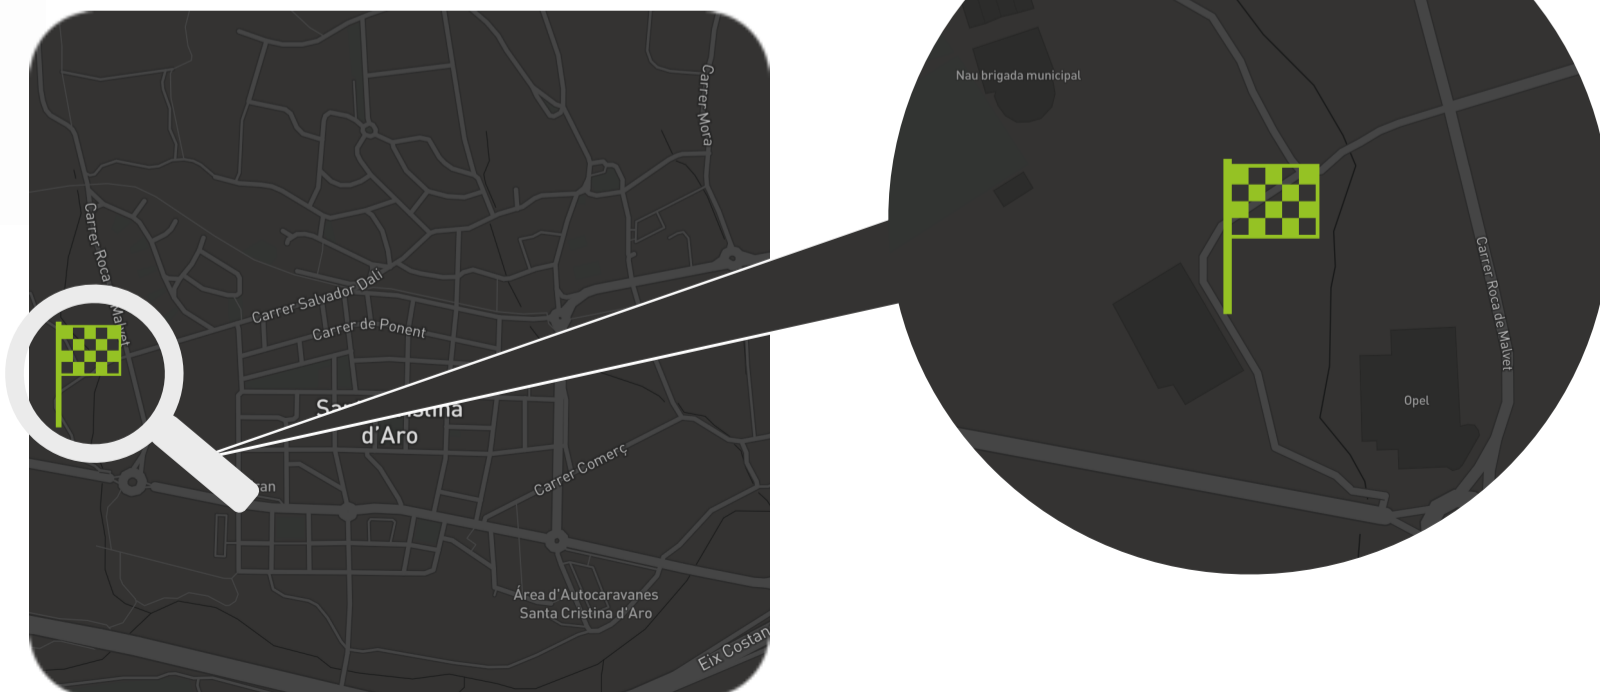 Carrer Mora
Carrer Roca
Malvet
Carrer Salvador Dalí
Carrer de Ponent
d'Aro
Carrer Comerç
Área d'Autocaravanes
Santa Cristina d'Aro
Eix Costan
Nau brigada municipal
Carrer Roca de Malvet
Opel